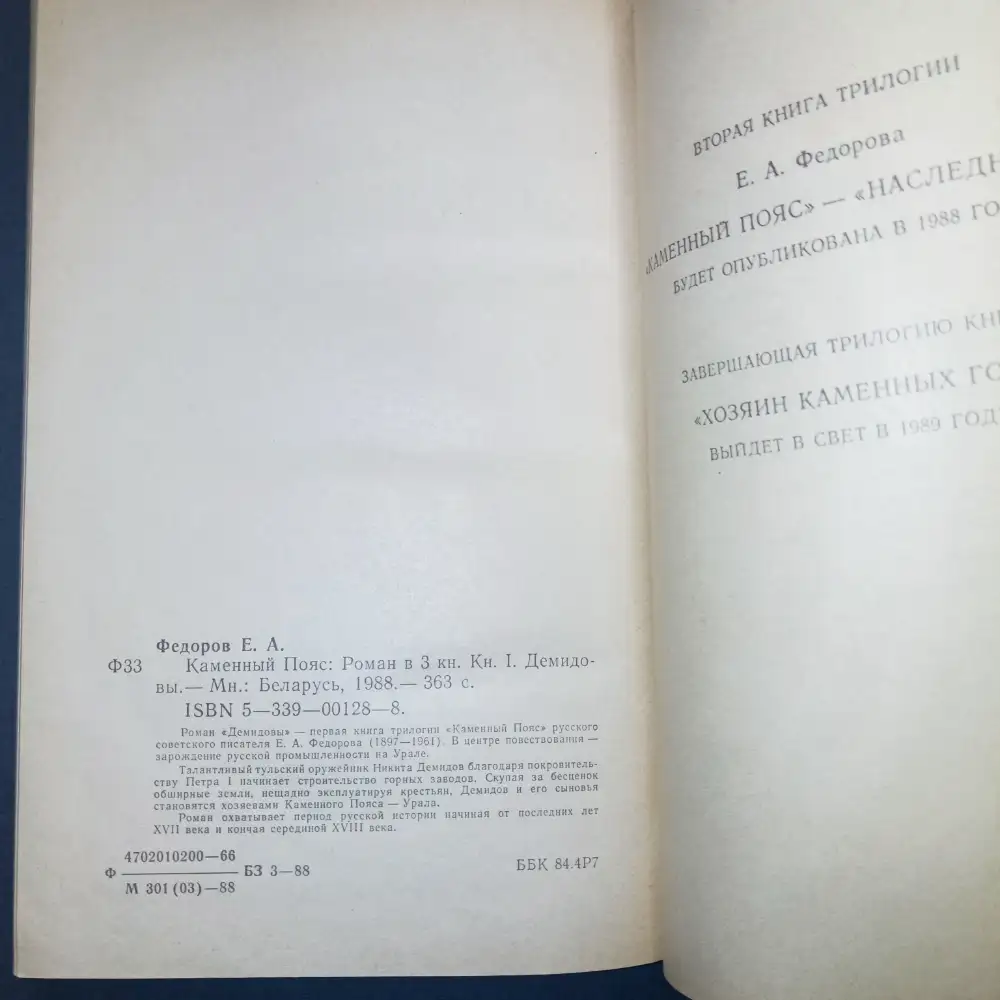 Федоров Е. А.
Ф33 Каменный Пояс: Роман в 3 кн. Кн. I. Демидо-
вы.— Мн.: Беларусь, 1988.— 363 с.
ISBN 5—339—00128—8.
Роман «Демидовы» — первая книга трилогии «Каменный Пояс» русского
советского писателя Е. А. Федорова (1897—1961). В центре повествования —
зарождение русской промышленности на Урале.
Талантливый тульский оружейник Никита Демидов благодаря покровитель-
ству Петра I начинает строительство горных заводов. Скупая за бесценок
обширные земли, нещадно эксплуатируя крестьян, Демидов и его сыновья
становятся хозяевами Каменного Пояса — Урала.
Роман охватывает период русской истории начиная от последних лет
XVII века и кончая серединой XVIII века.
4702010200—66
Ф БЗ 3—88
М 301 (03)—88
ББК 84.4Р7
ВТОРАЯ КНИГА ТРИЛОГИИ
Е. А. Федорова
«КАМЕННЫЙ ПОЯС» — «НАСЛЕДН
БУДЕТ ОПУБЛИКОВАНА В 1988 ГО
ЗАВЕРШАЮЩАЯ ТРИЛОГИЮ КНИ
«ХОЗЯИН КАМЕННЫХ ГО
ВЫЙДЕТ В СВЕТ В 1989 ГОД